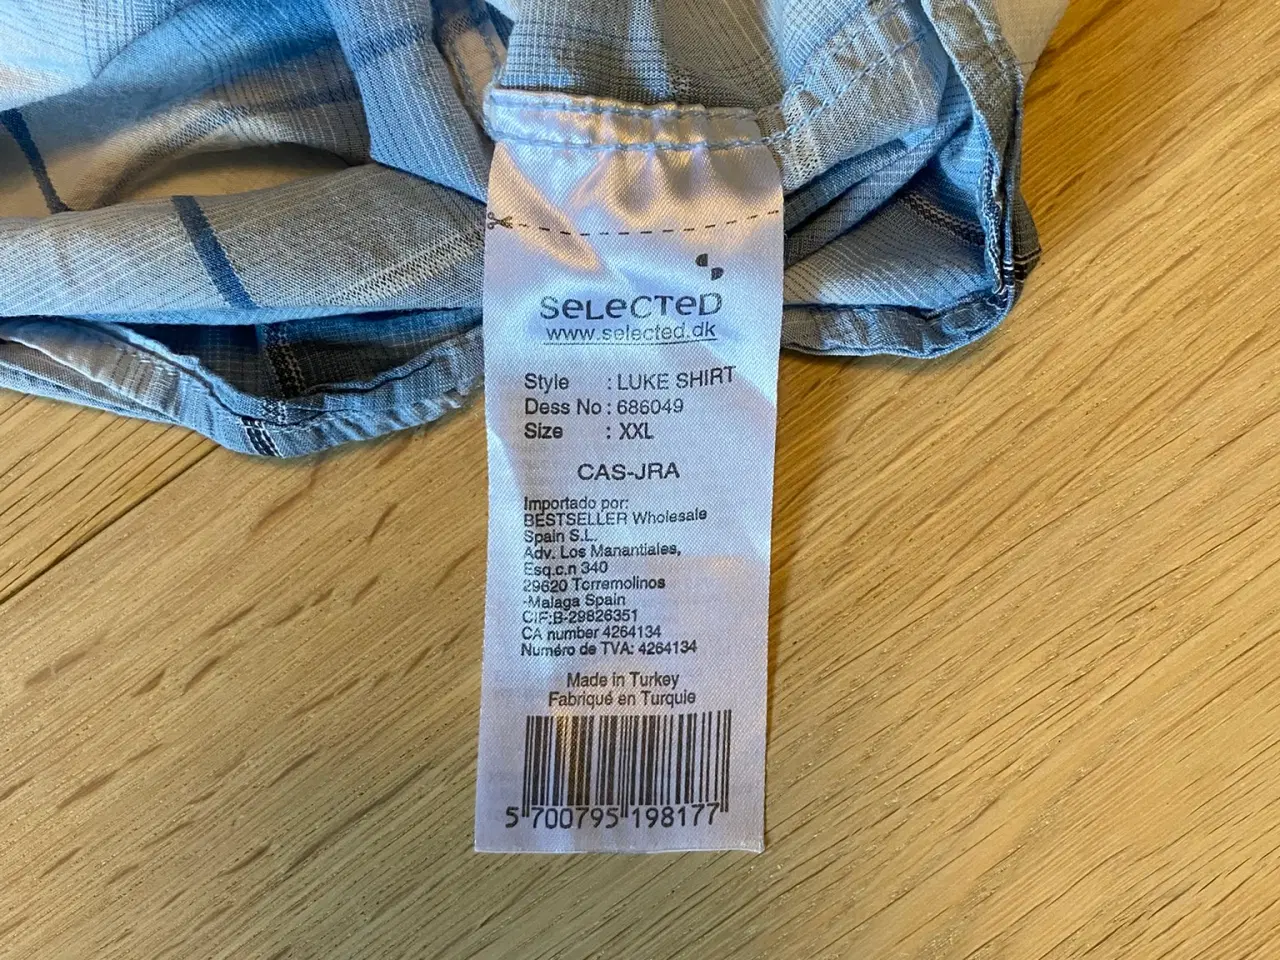 SeLeCTeD
www.selected.dk
Style : LUKE SHIRT
Dess No : 686049
Size : XXL
CAS-JRA
Importado por:
BESTSELLER Wholesale
Spain S.L.
Adv. Los Manantiales,
Esq.c.n 340
29620 Torremolinos
-Malaga Spain
CIF:B-29826351
CA number 4264134
Numéro de TVA: 4264134
Made in Turkey
Fabriqué en Turquie
5 700795 198177